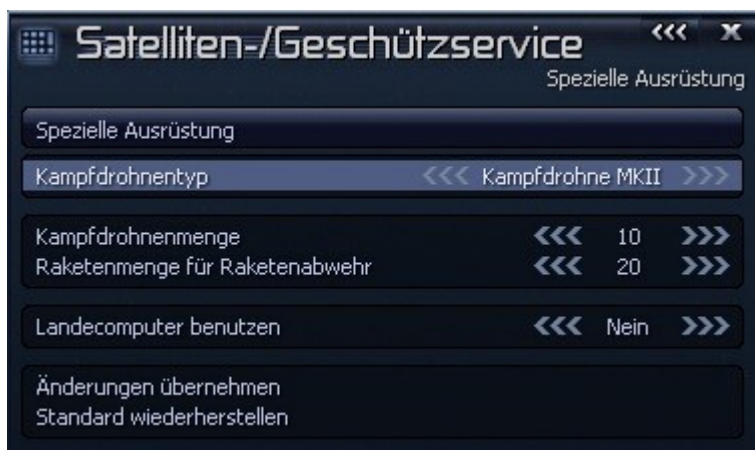 Satelliten-/Geschützservice <<< X
Spezielle Ausrüstung
Spezielle Ausrüstung
Kampfdrohnentyp <<< Kampfdrohne MKII >>>
Kampfdrohnenmenge <<< 10 >>>
Raketenmenge für Raketenabwehr <<< 20 >>>
Landecomputer benutzen <<< Nein >>>
Änderungen übernehmen
Standard wiederherstellen